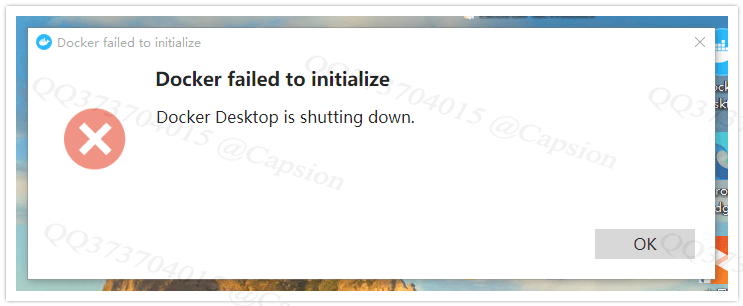 Docker failed to initialize
Docker failed to initialize
Docker Desktop is shutting down.
OK
QQ373704015 @Capsion
QQ373704015 @Capsion
QQ373704015 @Capsion